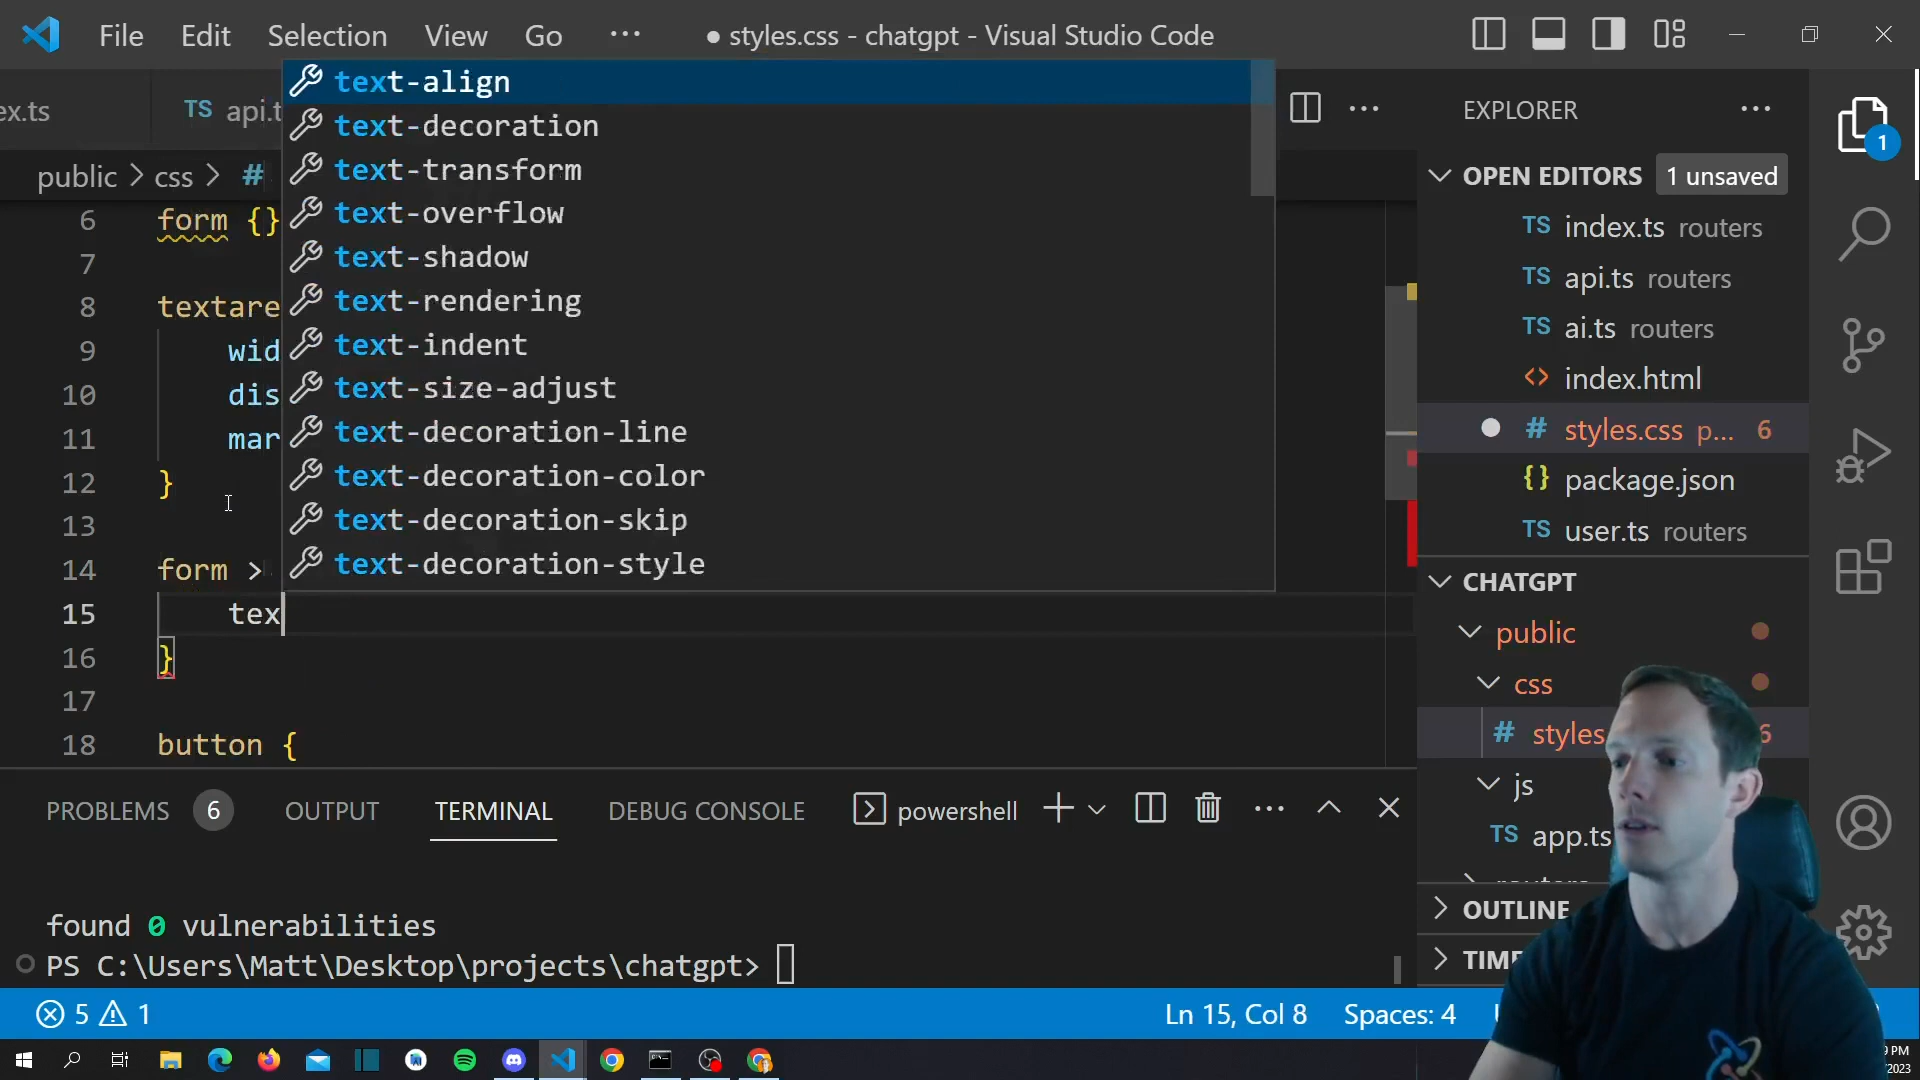 File Edit Selection View Go ··· ● styles.css - chatgpt - Visual Studio Code
ex.ts TS api.t
public > css > #
text-align
text-decoration
text-transform
text-overflow
text-shadow
text-rendering
text-indent
text-size-adjust
text-decoration-line
text-decoration-color
text-decoration-skip
text-decoration-style
6 form {}
7
8 textare
9 wid
10 dis
11 mar
12 }
13
14 form >
15 tex
16 }
17
18 button {
EXPLORER ···
1
OPEN EDITORS 1 unsaved
TS index.ts routers
TS api.ts routers
TS ai.ts routers
<> index.html
● # styles.css p... 6
{} package.json
TS user.ts routers
CHATGPT
public
css
# styles 6
js
TS app.ts
OUTLINE
TIME
PROBLEMS 6 OUTPUT TERMINAL DEBUG CONSOLE powershell
found 0 vulnerabilities
PS C:\Users\Matt\Desktop\projects\chatgpt>
5 1 Ln 15, Col 8 Spaces: 4
PM
2023